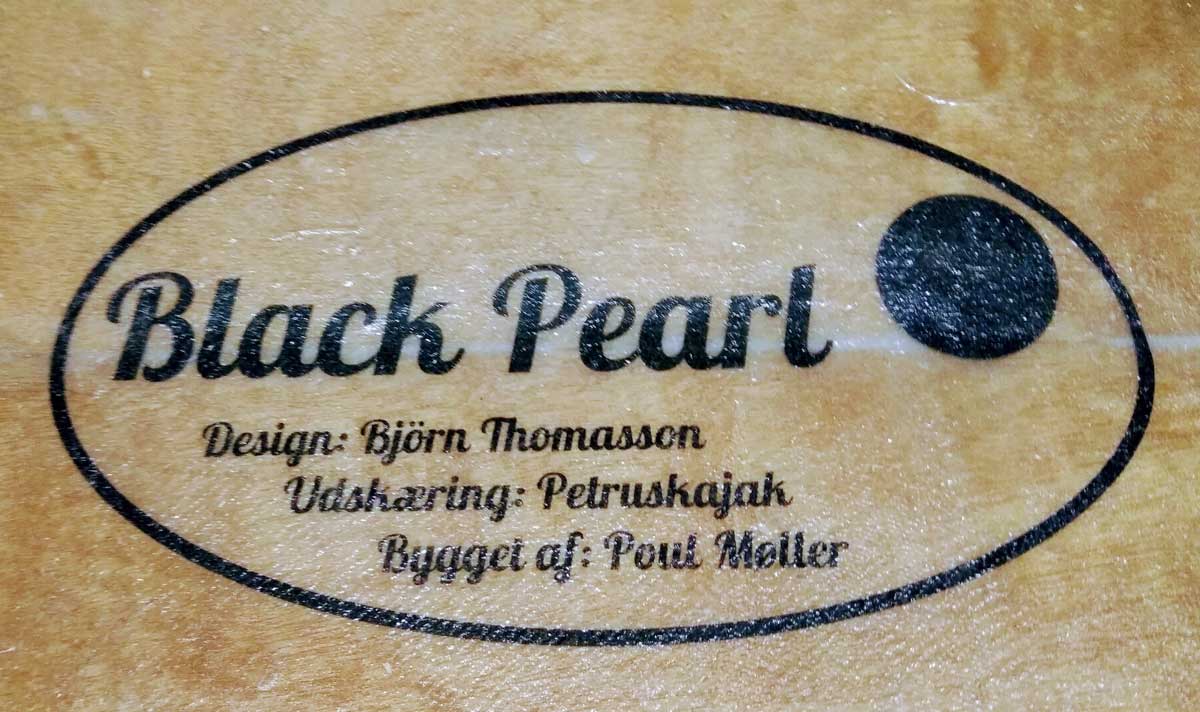 Black Pearl
Design: Björn Thomasson
Udskæring: Petruskajak
Bygget af: Poul Møller